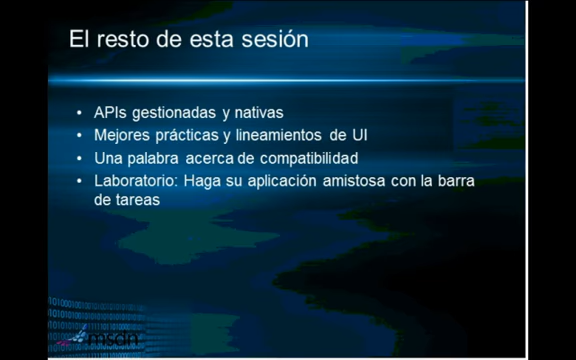 El resto de esta sesión
• APIs gestionadas y nativas
• Mejores prácticas y lineamientos de UI
• Una palabra acerca de compatibilidad
• Laboratorio: Haga su aplicación amistosa con la barra
de tareas
msdn